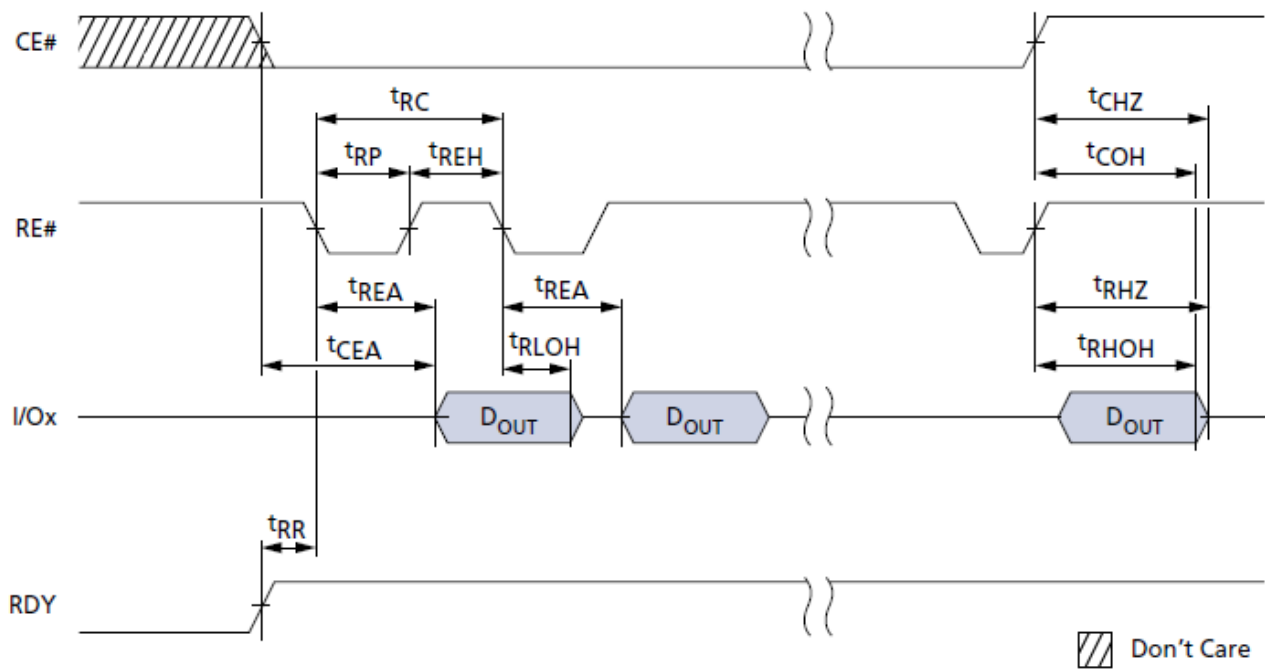 CE#
tRC
tCHZ
tRP
tREH
tCOH
RE#
tREA
tREA
tRHZ
tCEA
tRLOH
tRHOH
I/Ox
DOUT
DOUT
DOUT
tRR
RDY
Don't Care